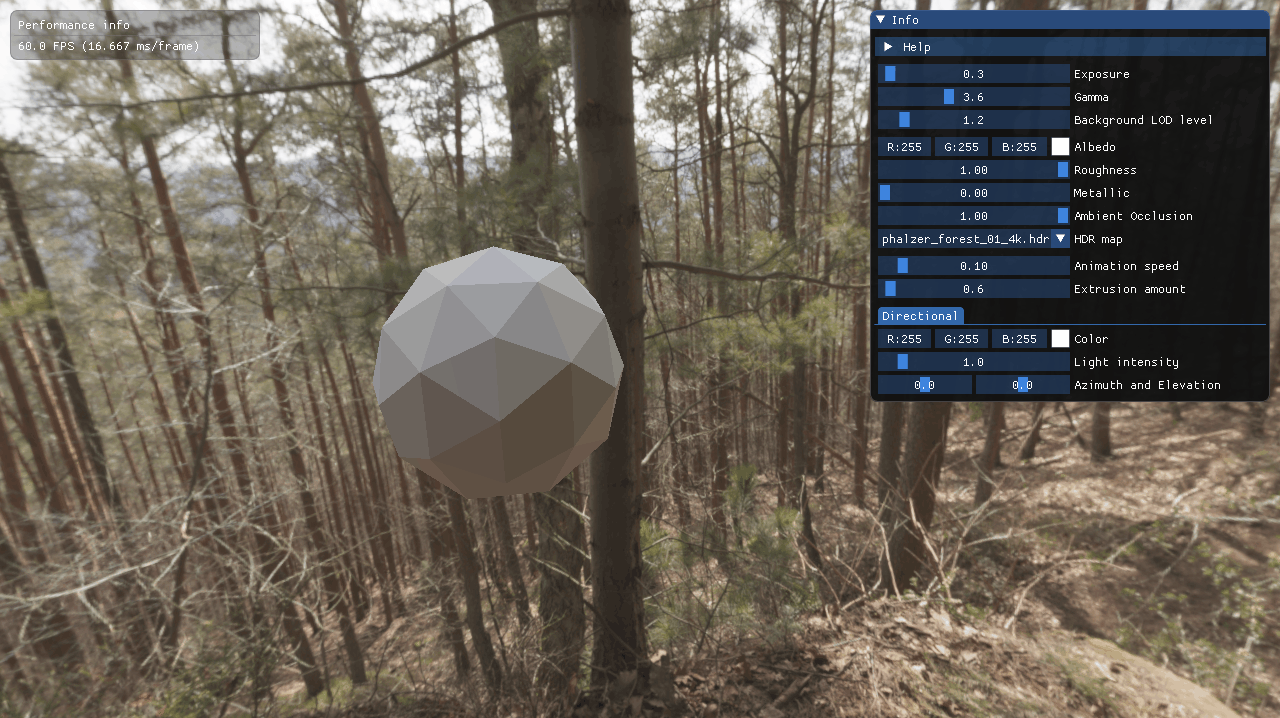 Performance info
60.0 FPS (16.667 ms/frame)
Info
Help
0.3 Exposure
3.6 Gamma
1.2 Background LOD level
R:255 G:255 B:255 Albedo
1.00 Roughness
0.00 Metallic
1.00 Ambient Occlusion
phalzer_forest_01_4k.hdr HDR map
0.10 Animation speed
0.6 Extrusion amount
Directional
R:255 G:255 B:255 Color
1.0 Light intensity
0.0 0.0 Azimuth and Elevation